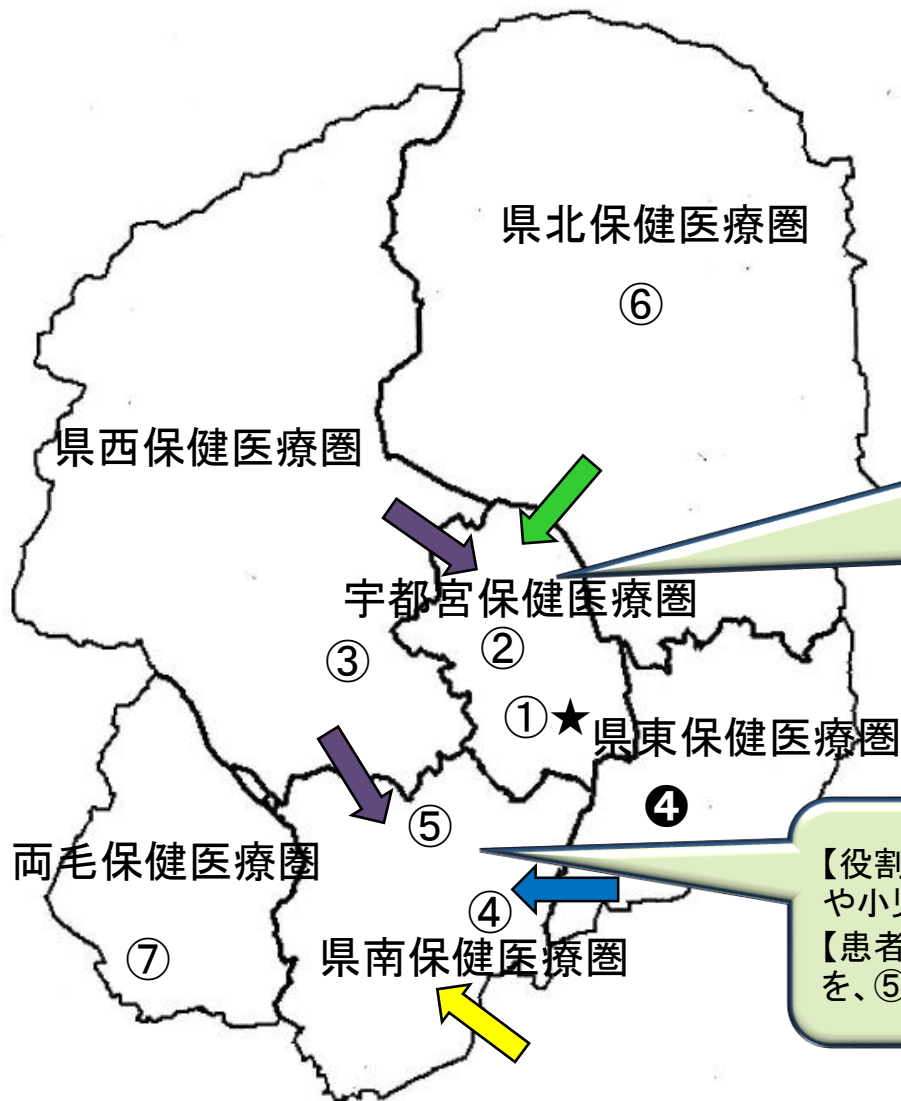 県北保健医療圏
⑥
県西保健医療圏
宇都宮保健医療圏
②
③
①★
県東保健医療圏
❹
⑤
両毛保健医療圏
④
⑦
県南保健医療圏
【役割
や小リ
【患者
を、⑤